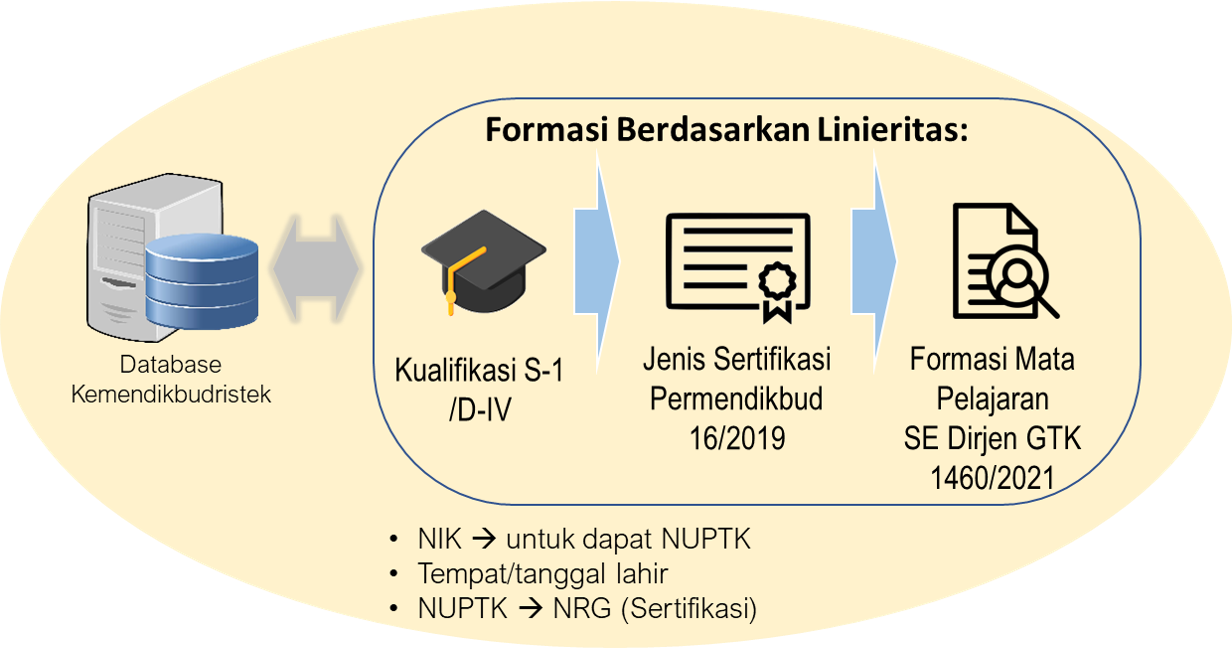 Formasi Berdasarkan Linieritas:
Database
Kemendikbudristek
Kualifikasi S-1
/D-IV
Jenis Sertifikasi
Permendikbud
16/2019
Formasi Mata
Pelajaran
SE Dirjen GTK
1460/2021
• NIK → untuk dapat NUPTK
• Tempat/tanggal lahir
• NUPTK → NRG (Sertifikasi)